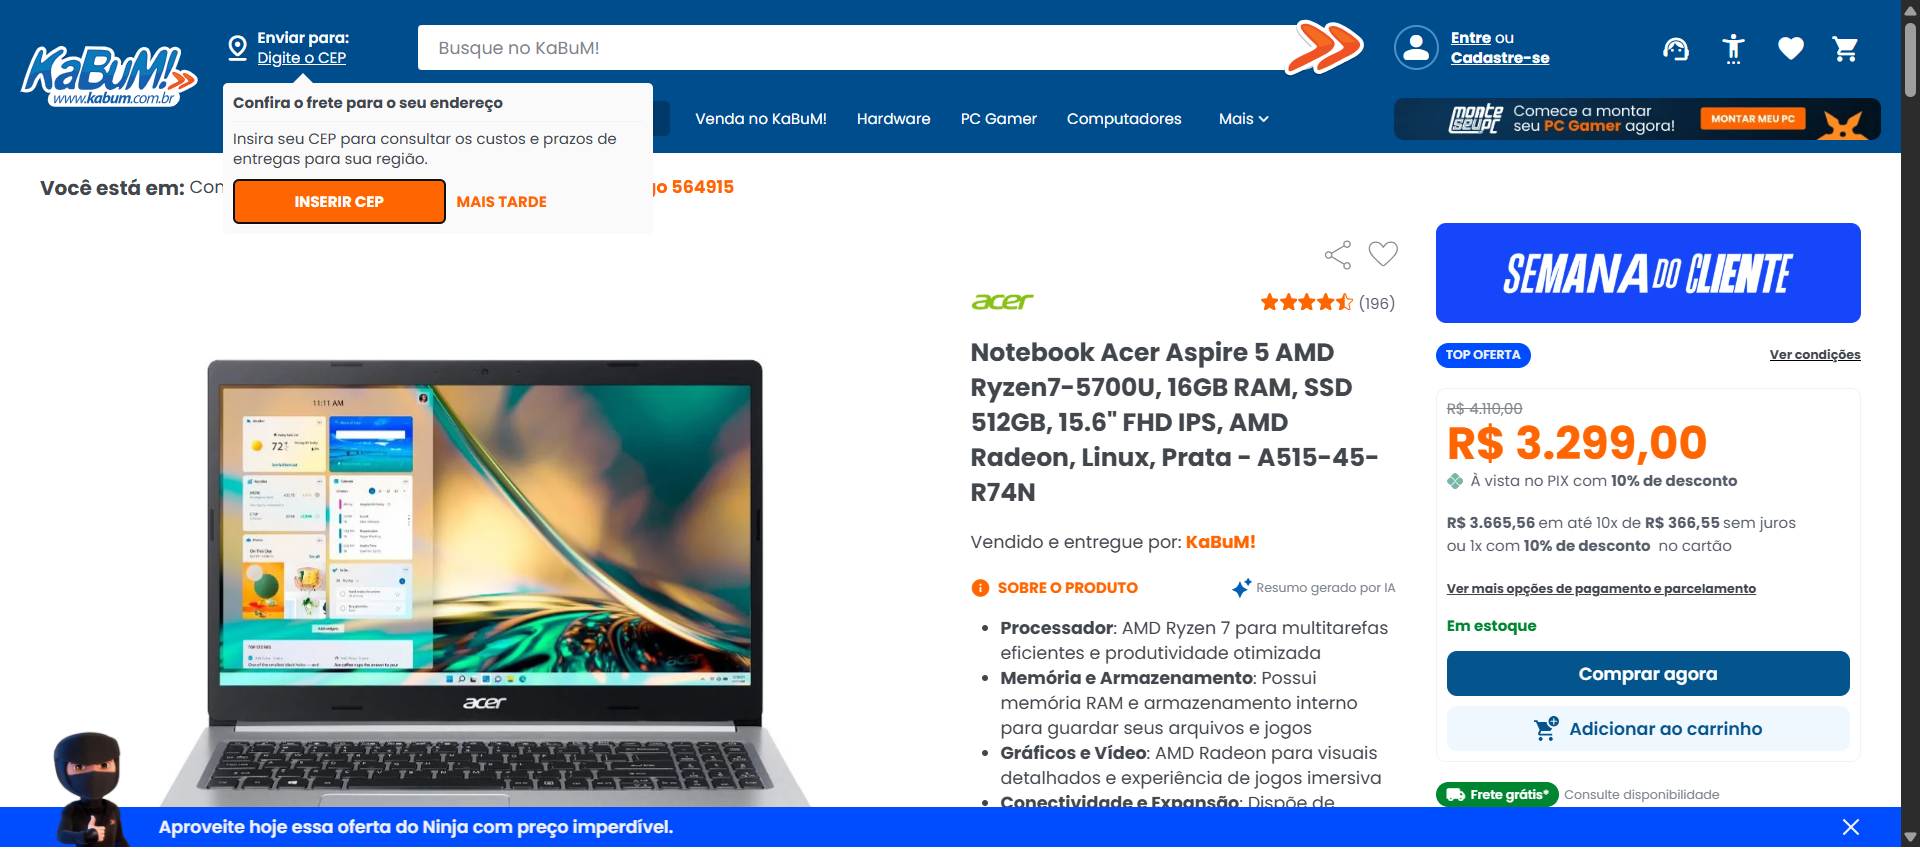 KaBuM!
www.kabum.com.br
Enviar para:
Digite o CEP
Busque no KaBuM!
Entre ou
Cadastre-se
Confira o frete para o seu endereço
Insira seu CEP para consultar os custos e prazos de
entregas para sua região.
INSERIR CEP
MAIS TARDE
Venda no KaBuM!
Hardware
PC Gamer
Computadores
Mais
monte seu PC
Comece a montar
seu PC Gamer agora!
MONTAR MEU PC
Você está em: Con
go 564915
acer
(196)
Notebook Acer Aspire 5 AMD
Ryzen7-5700U, 16GB RAM, SSD
512GB, 15.6" FHD IPS, AMD
Radeon, Linux, Prata - A515-45-
R74N
Vendido e entregue por: KaBuM!
SOBRE O PRODUTO
Resumo gerado por IA
• Processador: AMD Ryzen 7 para multitarefas
eficientes e produtividade otimizada
• Memória e Armazenamento: Possui
memória RAM e armazenamento interno
para guardar seus arquivos e jogos
• Gráficos e Vídeo: AMD Radeon para visuais
detalhados e experiência de jogos imersiva
• Conectividade e Expansão: Dispõe de
SEMANA DO CLIENTE
TOP OFERTA
Ver condições
R$ 4.110,00
R$ 3.299,00
À vista no PIX com 10% de desconto
R$ 3.665,56 em até 10x de R$ 366,55 sem juros
ou 1x com 10% de desconto no cartão
Ver mais opções de pagamento e parcelamento
Em estoque
Comprar agora
Adicionar ao carrinho
Frete grátis*
Consulte disponibilidade
11:11 AM
72°
acer
acer
Aproveite hoje essa oferta do Ninja com preço imperdível.